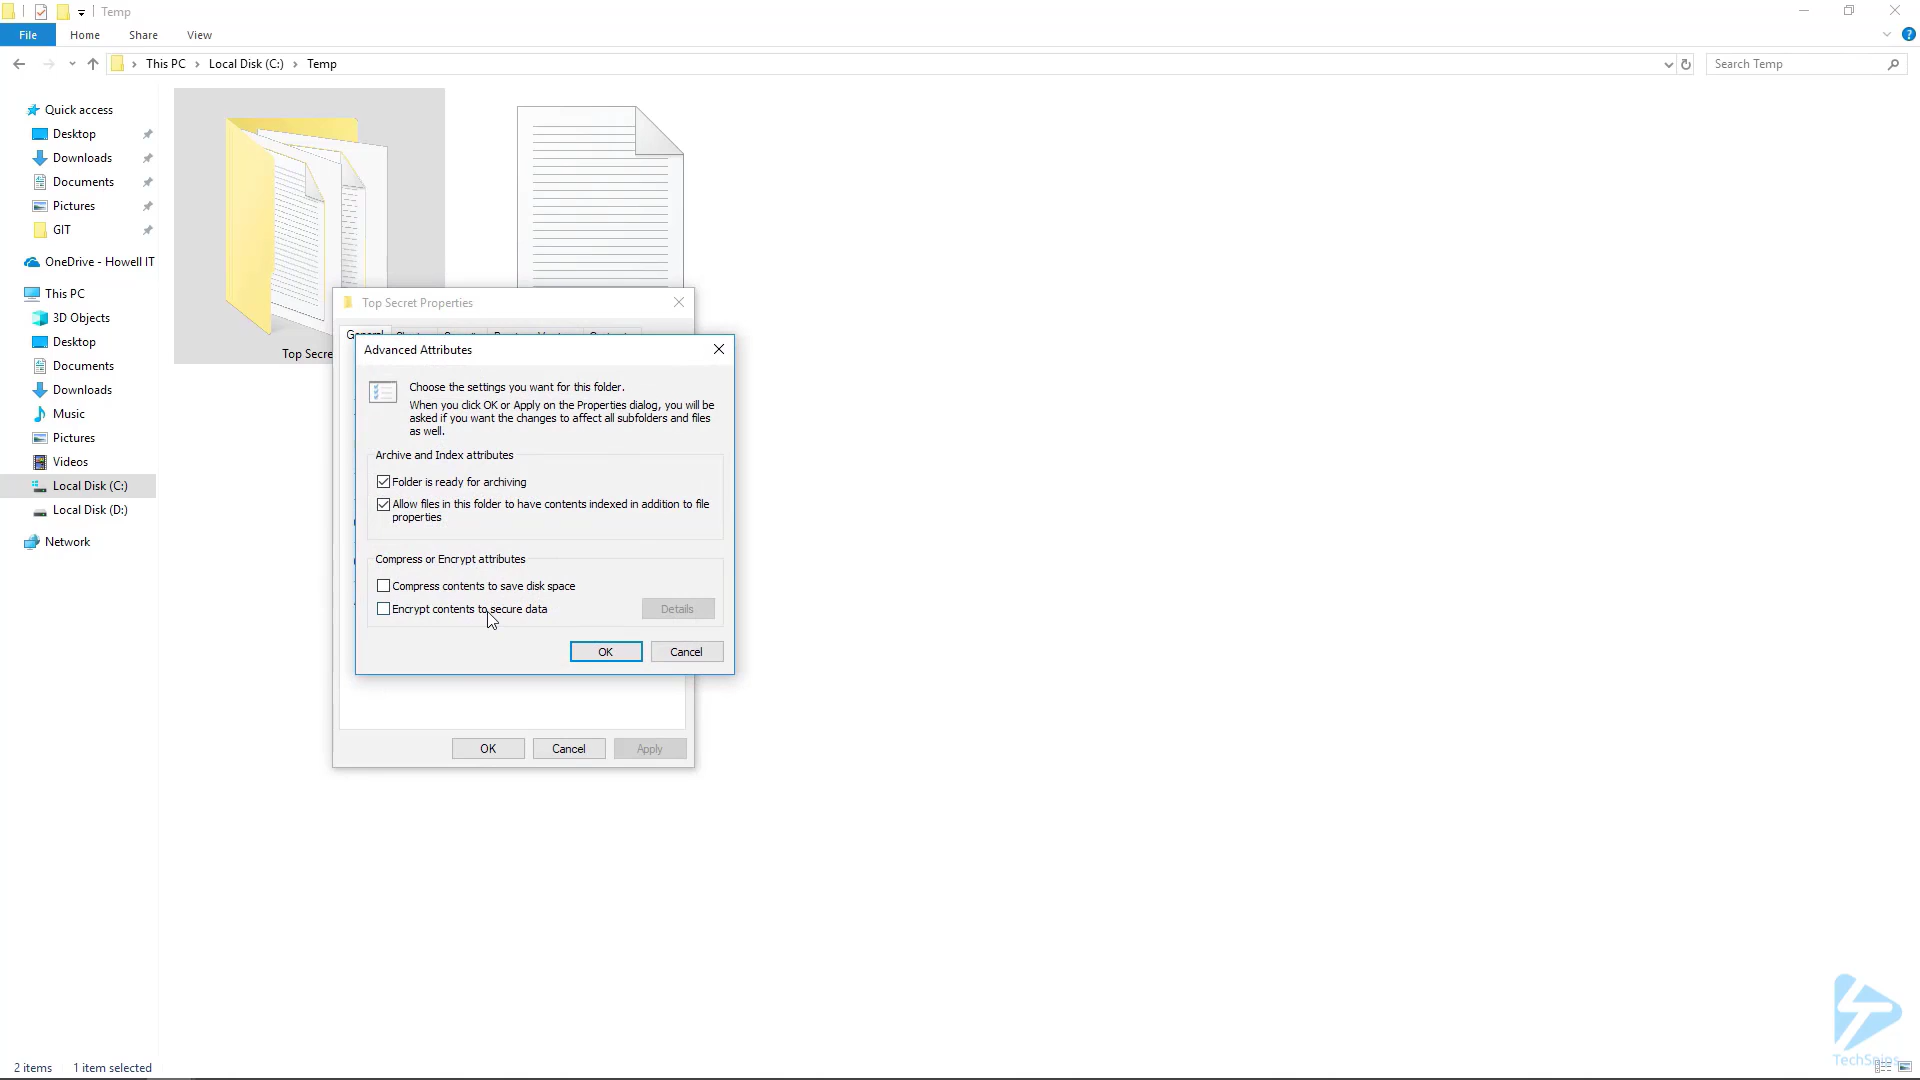 Temp
File
Home
Share
View
This PC
Local Disk (C:)
Temp
Search Temp
Quick access
Desktop
Downloads
Documents
Pictures
GIT
OneDrive - Howell IT
This PC
3D Objects
Desktop
Documents
Downloads
Music
Pictures
Videos
Local Disk (C:)
Local Disk (D:)
Network
Top Secre
Top Secret Properties
General
Advanced Attributes
Choose the settings you want for this folder.
When you click OK or Apply on the Properties dialog, you will be
asked if you want the changes to affect all subfolders and files
as well.
Archive and Index attributes
Folder is ready for archiving
Allow files in this folder to have contents indexed in addition to file
properties
Compress or Encrypt attributes
Compress contents to save disk space
Encrypt contents to secure data
Details
OK
Cancel
OK
Cancel
Apply
2 items
1 item selected